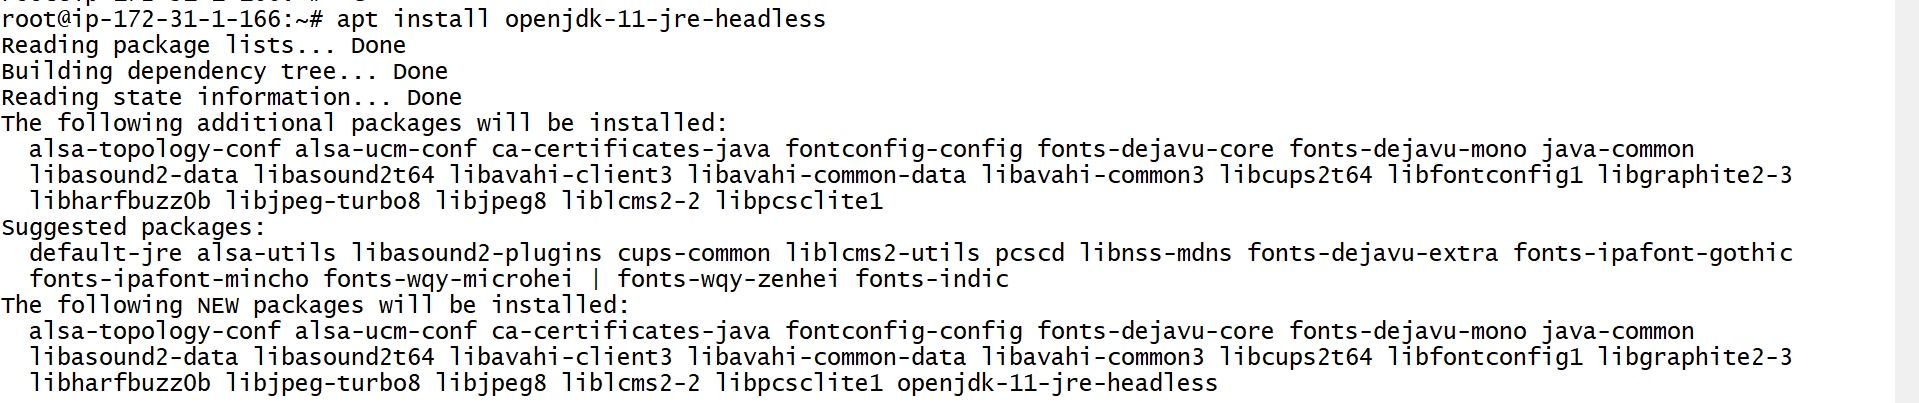 root@ip-172-31-1-166:~# apt install openjdk-11-jre-headless
Reading package lists... Done
Building dependency tree... Done
Reading state information... Done
The following additional packages will be installed:
  alsa-topology-conf alsa-ucm-conf ca-certificates-java fontconfig-config fonts-dejavu-core fonts-dejavu-mono java-common
  libasound2-data libasound2t64 libavahi-client3 libavahi-common-data libavahi-common3 libcups2t64 libfontconfig1 libgraphite2-3
  libharfbuzz0b libjpeg-turbo8 libjpeg8 liblcms2-2 libpcsclite1
Suggested packages:
  default-jre alsa-utils libasound2-plugins cups-common liblcms2-utils pcscd libnss-mdns fonts-dejavu-extra fonts-ipafont-gothic
  fonts-ipafont-mincho fonts-wqy-microhei | fonts-wqy-zenhei fonts-indic
The following NEW packages will be installed:
  alsa-topology-conf alsa-ucm-conf ca-certificates-java fontconfig-config fonts-dejavu-core fonts-dejavu-mono java-common
  libasound2-data libasound2t64 libavahi-client3 libavahi-common-data libavahi-common3 libcups2t64 libfontconfig1 libgraphite2-3
  libharfbuzz0b libjpeg-turbo8 libjpeg8 liblcms2-2 libpcsclite1 openjdk-11-jre-headless